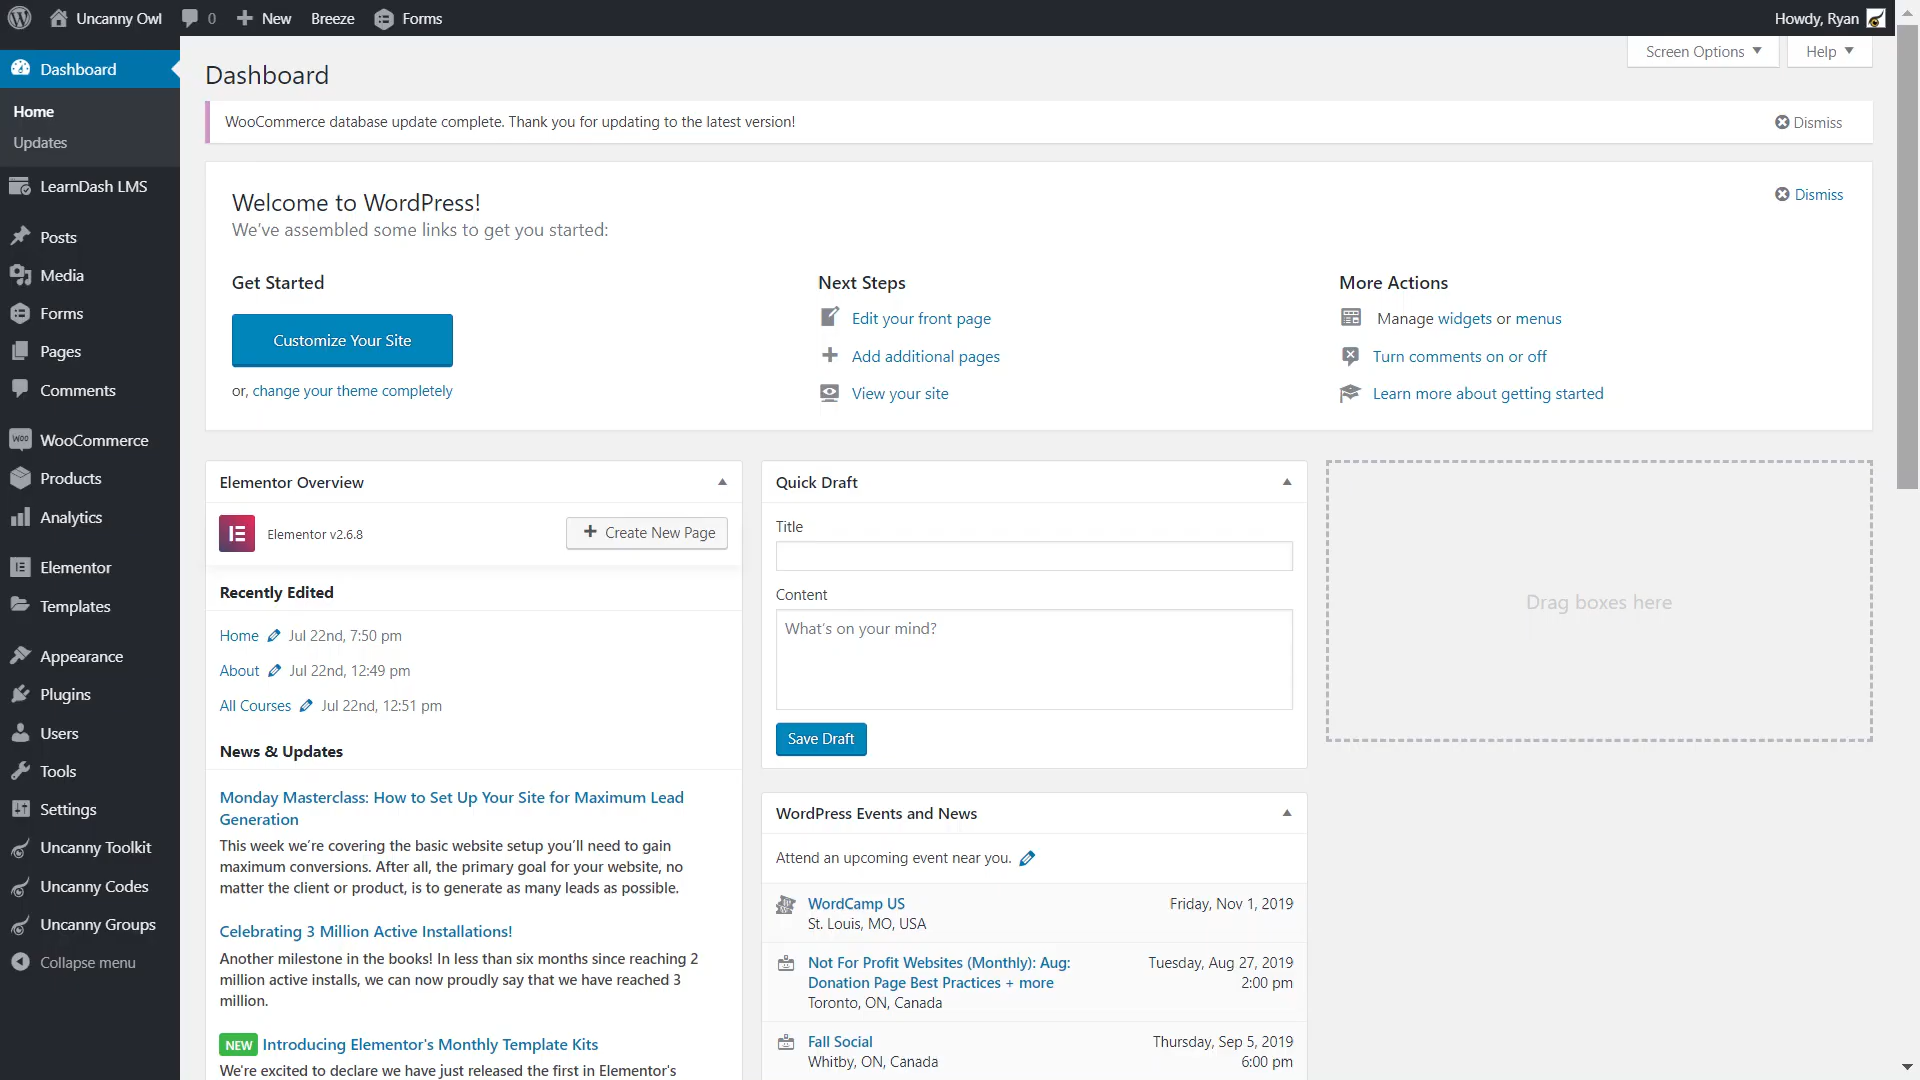 Uncanny Owl
0
New
Breeze
Forms
Howdy, Ryan
Dashboard
Home
Updates
LearnDash LMS
Posts
Media
Forms
Pages
Comments
WooCommerce
Products
Analytics
Elementor
Templates
Appearance
Plugins
Users
Tools
Settings
Uncanny Toolkit
Uncanny Codes
Uncanny Groups
Collapse menu
Screen Options
Help
Dashboard
WooCommerce database update complete. Thank you for updating to the latest version!
Dismiss
Welcome to WordPress!
We've assembled some links to get you started:
Dismiss
Get Started
Customize Your Site
or, change your theme completely
Next Steps
Edit your front page
Add additional pages
View your site
More Actions
Manage widgets or menus
Turn comments on or off
Learn more about getting started
Elementor Overview
Elementor v2.6.8
Create New Page
Recently Edited
Home Jul 22nd, 7:50 pm
About Jul 22nd, 12:49 pm
All Courses Jul 22nd, 12:51 pm
News & Updates
Monday Masterclass: How to Set Up Your Site for Maximum Lead
Generation
This week we're covering the basic website setup you'll need to gain
maximum conversions. After all, the primary goal for your website, no
matter the client or product, is to generate as many leads as possible.
Celebrating 3 Million Active Installations!
Another milestone in the books! In less than six months since reaching 2
million active installs, we can now proudly say that we have reached 3
million.
NEW Introducing Elementor's Monthly Template Kits
We're excited to declare we have just released the first in Elementor's
Quick Draft
Title
Content
What's on your mind?
Save Draft
WordPress Events and News
Attend an upcoming event near you.
WordCamp US
St. Louis, MO, USA
Friday, Nov 1, 2019
Not For Profit Websites (Monthly): Aug:
Donation Page Best Practices + more
Toronto, ON, Canada
Tuesday, Aug 27, 2019
2:00 pm
Fall Social
Whitby, ON, Canada
Thursday, Sep 5, 2019
6:00 pm
Drag boxes here